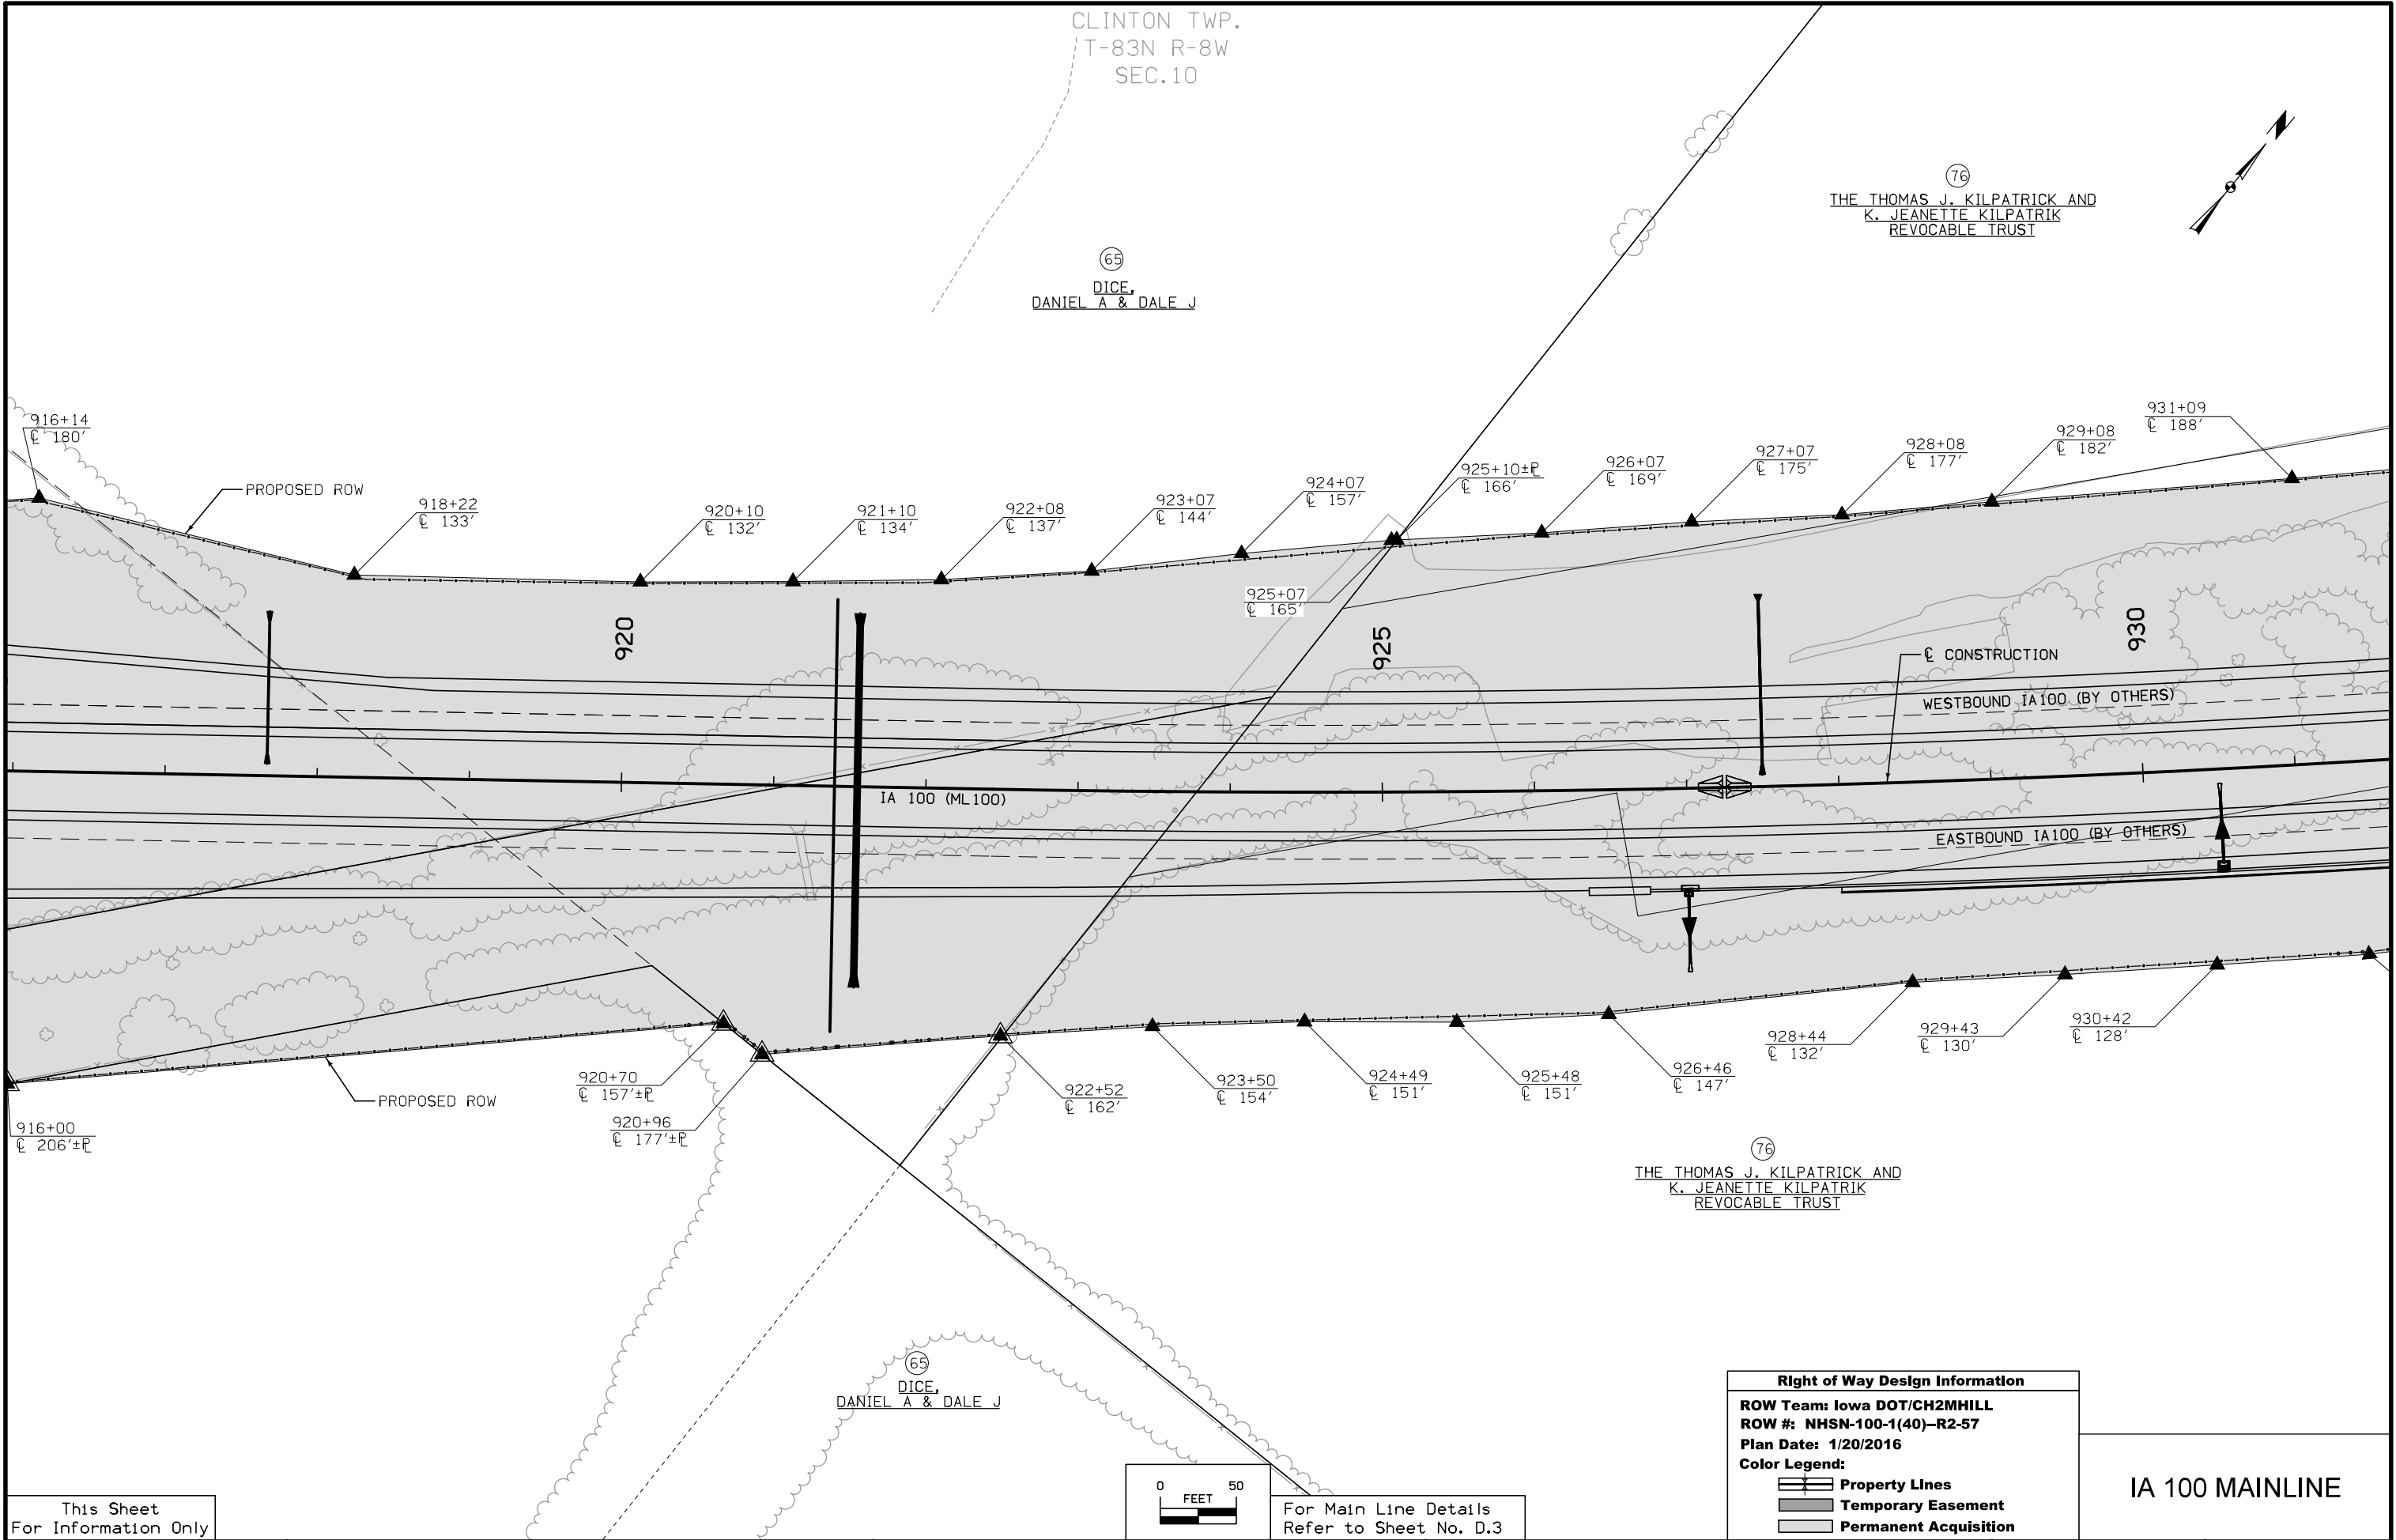 CLINTON TWP.
T-83N R-8W
SEC.10
N
76
THE THOMAS J. KILPATRICK AND
K. JEANETTE KILPATRIK
REVOCABLE TRUST
65
DICE,
DANIEL A & DALE J
916+14
℄ 180'
PROPOSED ROW
918+22
℄ 133'
920+10
℄ 132'
921+10
℄ 134'
922+08
℄ 137'
923+07
℄ 144'
924+07
℄ 157'
925+10±℄
℄ 166'
926+07
℄ 169'
927+07
℄ 175'
928+08
℄ 177'
929+08
℄ 182'
931+09
℄ 188'
925+07
℄ 165'
920
925
930
℄ CONSTRUCTION
WESTBOUND IA100 (BY OTHERS)
IA 100 (ML100)
EASTBOUND IA100 (BY OTHERS)
916+00
℄ 206'±PL
PROPOSED ROW
920+70
℄ 157'±PL
920+96
℄ 177'±PL
922+52
℄ 162'
923+50
℄ 154'
924+49
℄ 151'
925+48
℄ 151'
926+46
℄ 147'
928+44
℄ 132'
929+43
℄ 130'
930+42
℄ 128'
76
THE THOMAS J. KILPATRICK AND
K. JEANETTE KILPATRIK
REVOCABLE TRUST
65
DICE,
DANIEL A & DALE J
This Sheet
For Information Only
0 50
FEET
For Main Line Details
Refer to Sheet No. D.3
Right of Way Design Information
ROW Team: Iowa DOT/CH2MHILL
ROW #: NHSN-100-1(40)--R2-57
Plan Date: 1/20/2016
Color Legend:
Property Lines
Temporary Easement
Permanent Acquisition
IA 100 MAINLINE